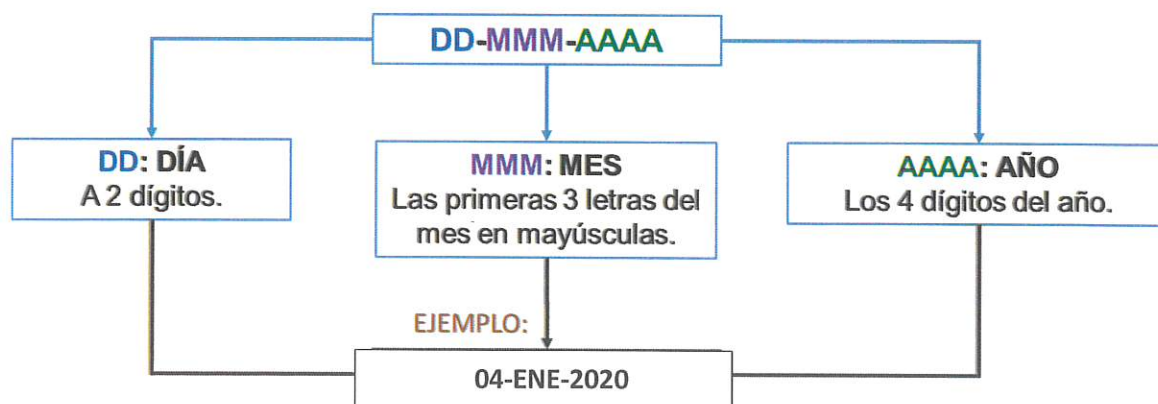 DD-MMM-AAAA
DD: DÍA
A 2 dígitos.
MMM: MES
Las primeras 3 letras del
mes en mayúsculas.
AAAA: AÑO
Los 4 dígitos del año.
EJEMPLO:
04-ENE-2020